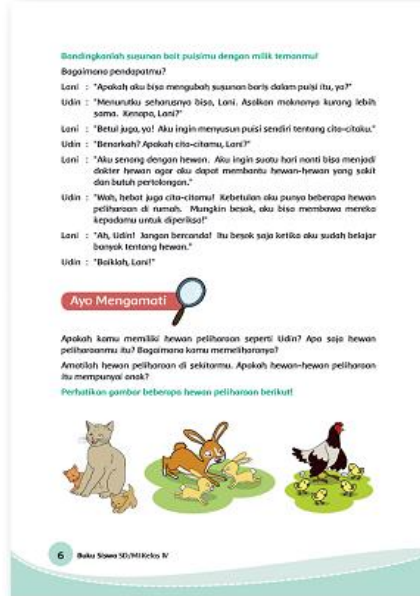 Bandingkanlah susunan bait puisimu dengan milik temanmu!
Bagaimana pendapatmu?
Lani : "Apakah aku bisa mengubah susunan baris dalam puisi itu, ya?"
Udin : "Menurutku seharusnya bisa, Lani. Asalkan maknanya kurang lebih
sama. Kenapa, Lani?"
Lani : "Betul juga, ya! Aku ingin menyusun puisi sendiri tentang cita-citaku."
Udin : "Benarkah? Apakah cita-citamu, Lani?"
Lani : "Aku senang dengan hewan. Aku ingin suatu hari nanti bisa menjadi
dokter hewan agar aku dapat membantu hewan-hewan yang sakit
dan butuh pertolongan."
Udin : "Wah, hebat juga cita-citamu! Kebetulan aku punya beberapa hewan
peliharaan di rumah. Mungkin besok, aku bisa membawa mereka
kepadamu untuk diperiksa!"
Lani : "Ah, Udin! Jangan bercanda! Itu besok saja ketika aku sudah belajar
banyak tentang hewan."
Udin : "Baiklah, Lani!"
Ayo Mengamati
Apakah kamu memiliki hewan peliharaan seperti Udin? Apa saja hewan
peliharaanmu itu? Bagaimana kamu memeliharanya?
Amatilah hewan peliharaan di sekitarmu. Apakah hewan-hewan peliharaan
itu mempunyai anak?
Perhatikan gambar beberapa hewan peliharaan berikut!
6 Buku Siswa SD/MI Kelas IV